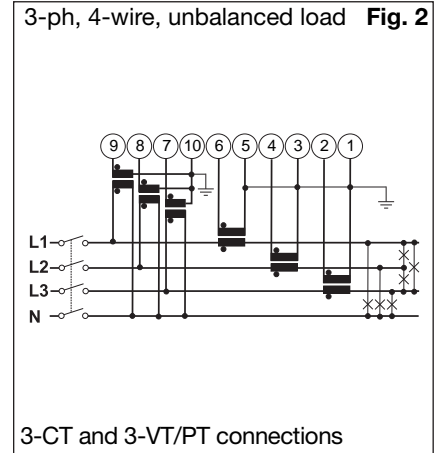 3-ph, 4-wire, unbalanced load Fig. 2
9 8 7 10 6 5 4 3 2 1
L1
L2
L3
N
3-CT and 3-VT/PT connections